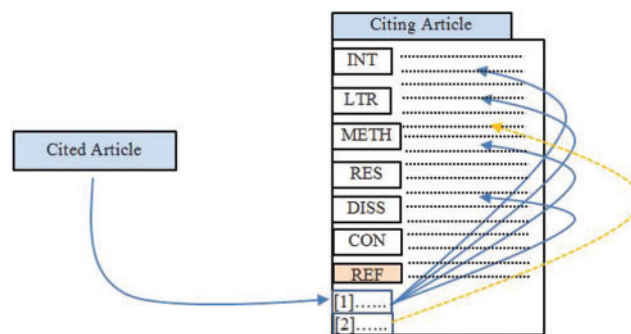 Citing Article
INT
LTR
METH
Cited Article
RES
DISS
CON
REF
[1]......
[2]......